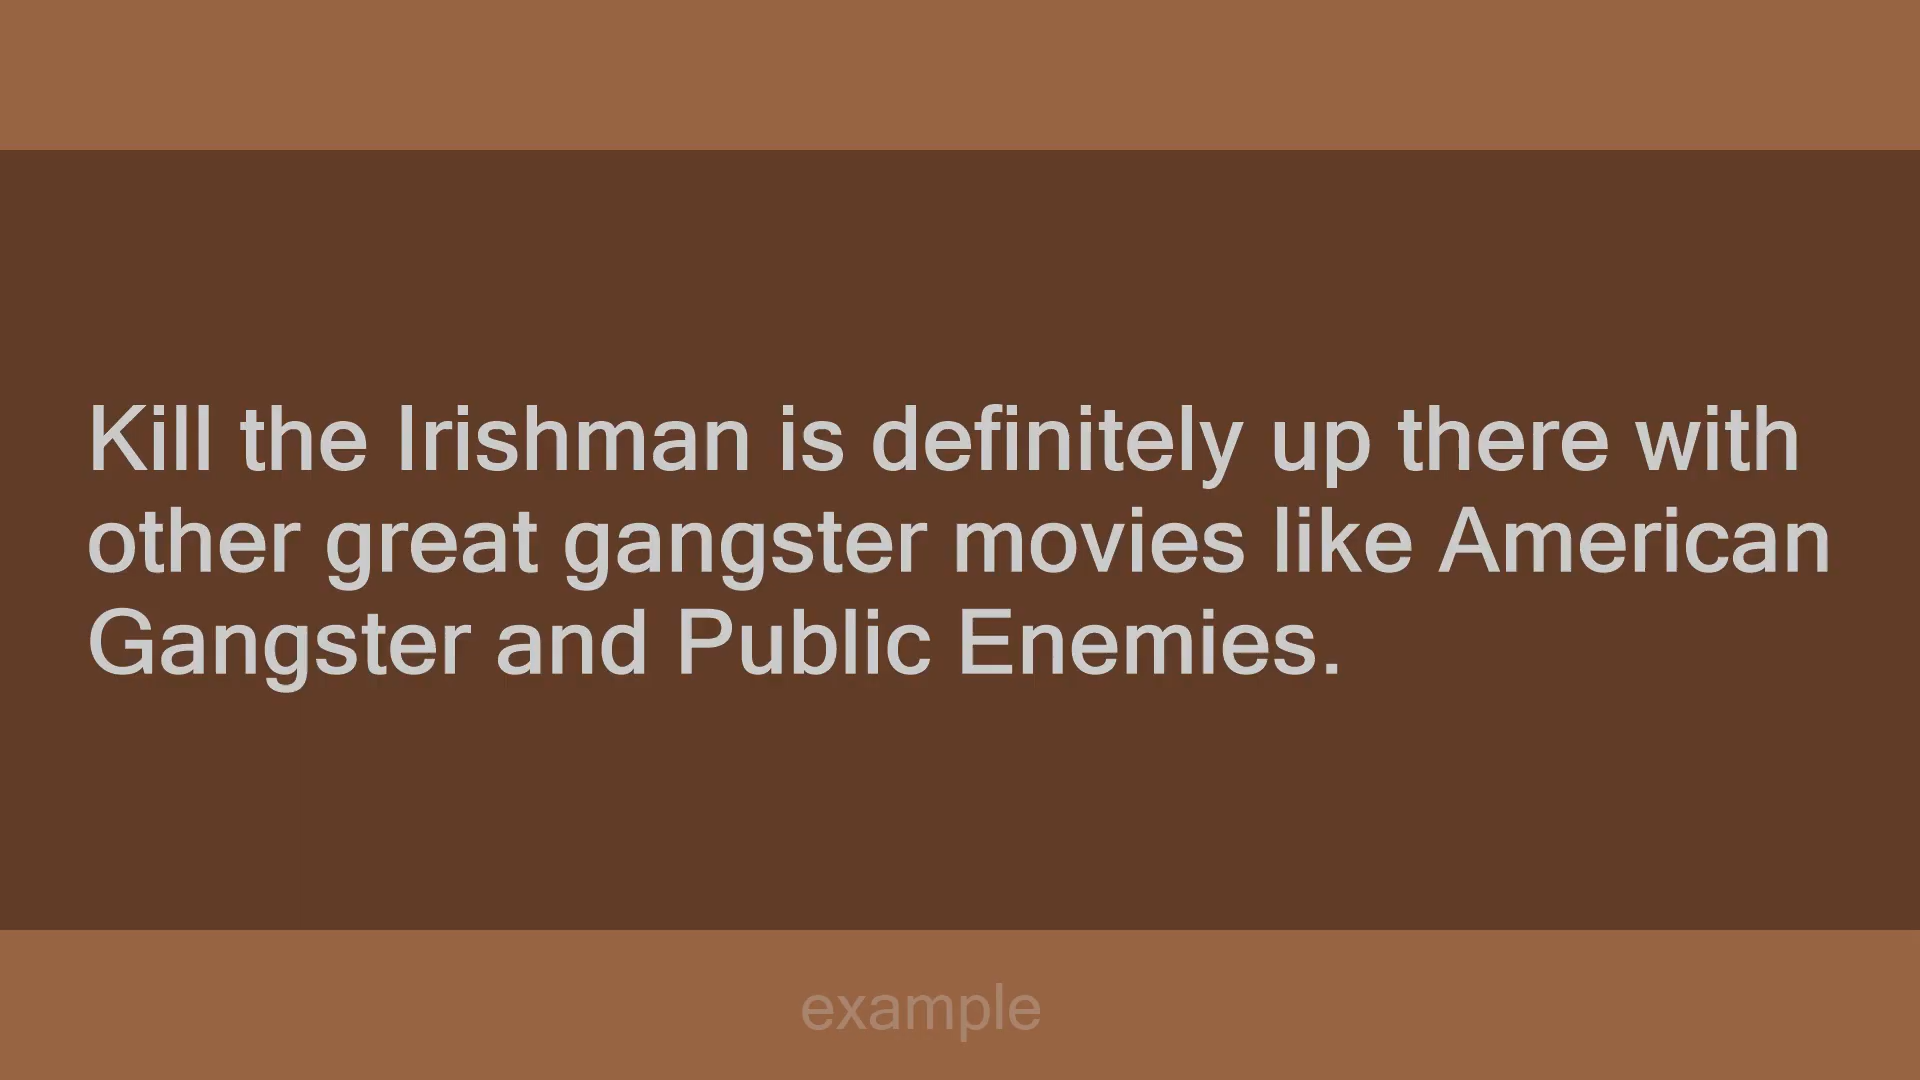 Kill the Irishman is definitely up there with
other great gangster movies like American
Gangster and Public Enemies.
example